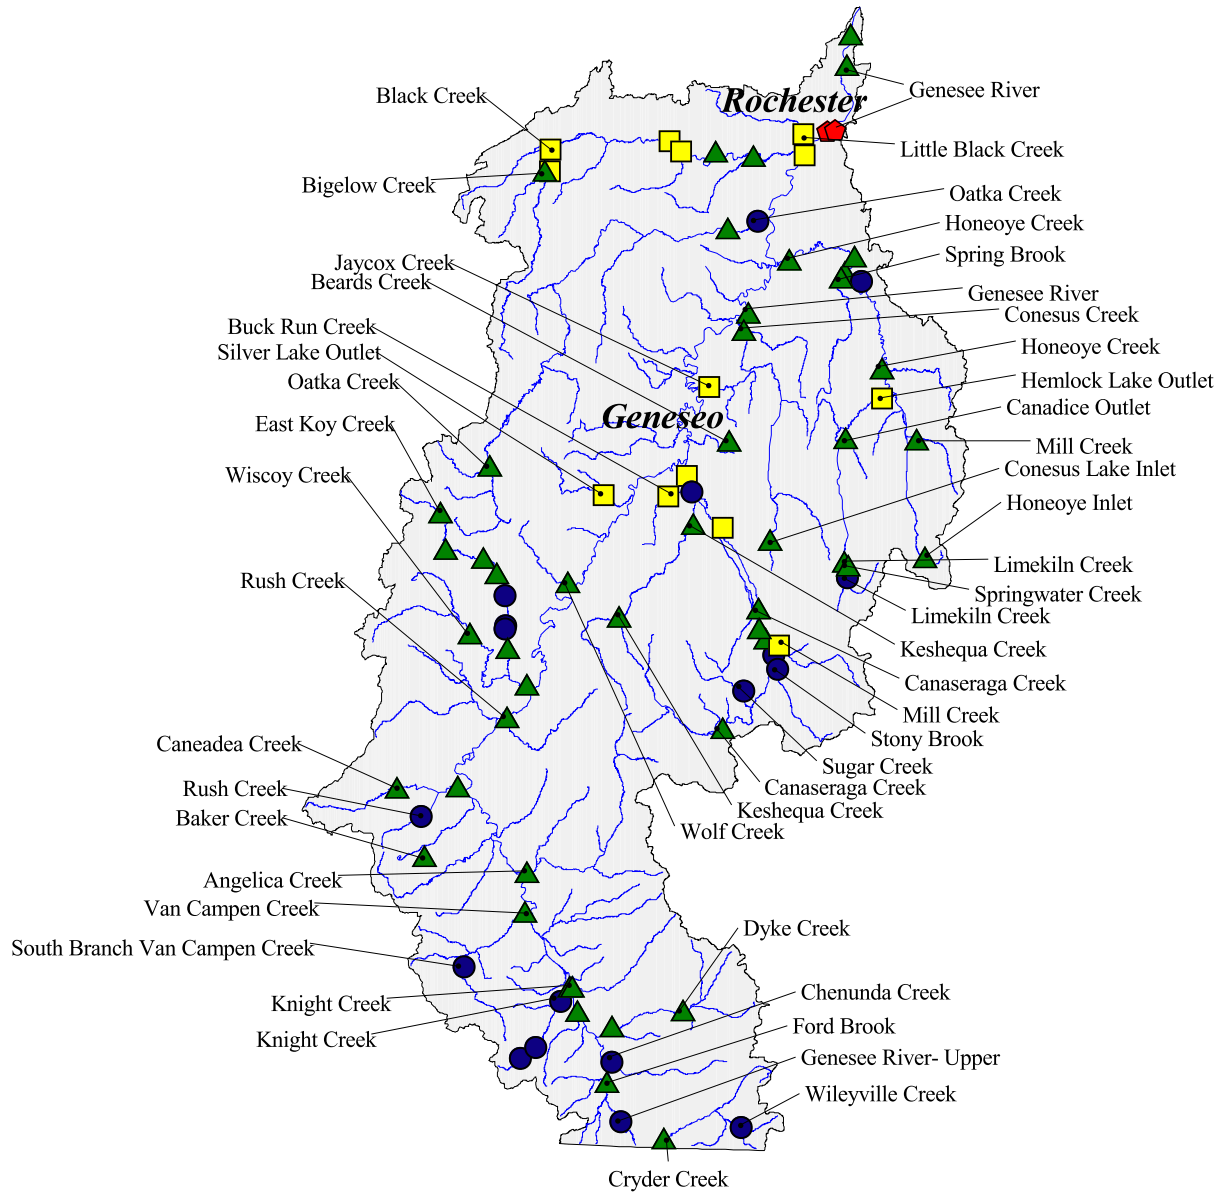 Rochester
Genesee River
Black Creek
Little Black Creek
Bigelow Creek
Oatka Creek
Honeoye Creek
Spring Brook
Jaycox Creek
Beards Creek
Genesee River
Conesus Creek
Buck Run Creek
Silver Lake Outlet
Honeoye Creek
Oatka Creek
Hemlock Lake Outlet
Canadice Outlet
Geneseo
East Koy Creek
Mill Creek
Conesus Lake Inlet
Wiscoy Creek
Honeoye Inlet
Limekiln Creek
Rush Creek
Springwater Creek
Limekiln Creek
Keshequa Creek
Canaseraga Creek
Mill Creek
Stony Brook
Caneadea Creek
Sugar Creek
Rush Creek
Canaseraga Creek
Keshequa Creek
Baker Creek
Wolf Creek
Angelica Creek
Van Campen Creek
Dyke Creek
South Branch Van Campen Creek
Chenunda Creek
Knight Creek
Ford Brook
Knight Creek
Genesee River- Upper
Wileyville Creek
Cryder Creek